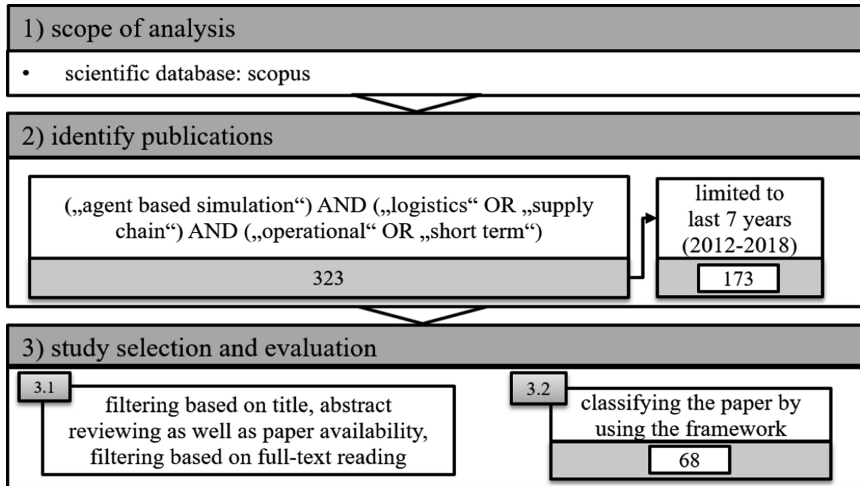 1) scope of analysis
• scientific database: scopus
2) identify publications
(„agent based simulation“) AND („logistics“ OR „supply
chain“) AND („operational“ OR „short term“)
323
limited to
last 7 years
(2012-2018)
173
3) study selection and evaluation
3.1
filtering based on title, abstract
reviewing as well as paper availability,
filtering based on full-text reading
3.2
classifying the paper by
using the framework
68